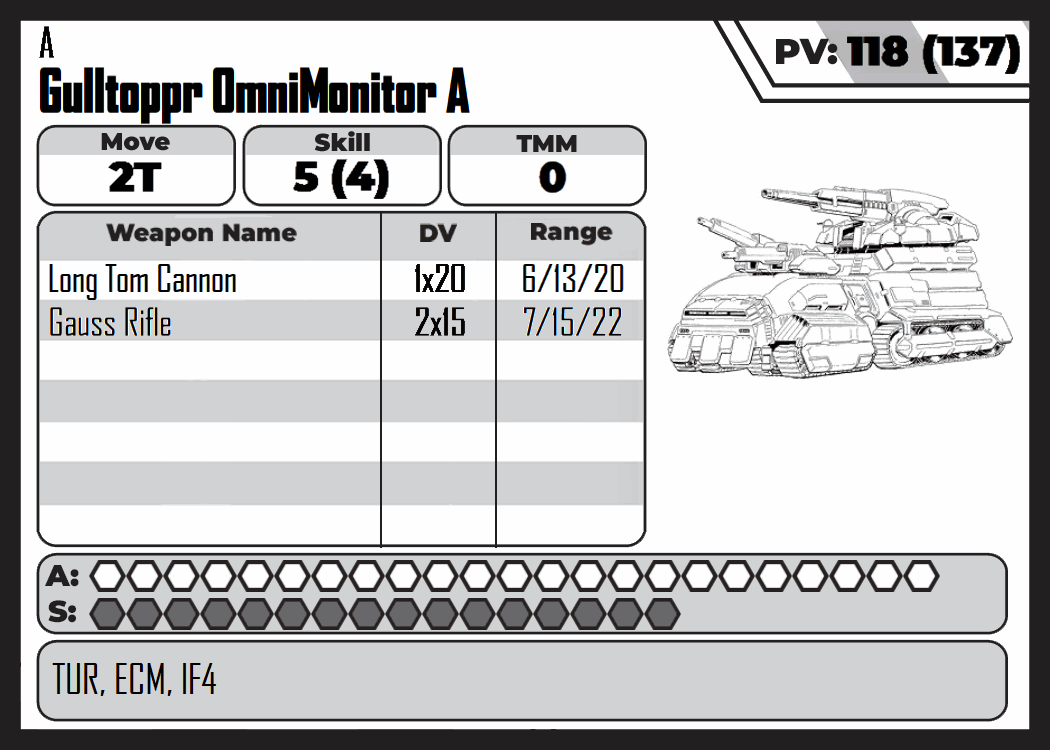 A
Gulltoppr OmniMonitor A
PV: 118 (137)
Move
2T
Skill
5 (4)
TMM
0
Weapon Name DV Range
Long Tom Cannon 1x20 6/13/20
Gauss Rifle 2x15 7/15/22
A:
S:
TUR, ECM, IF4